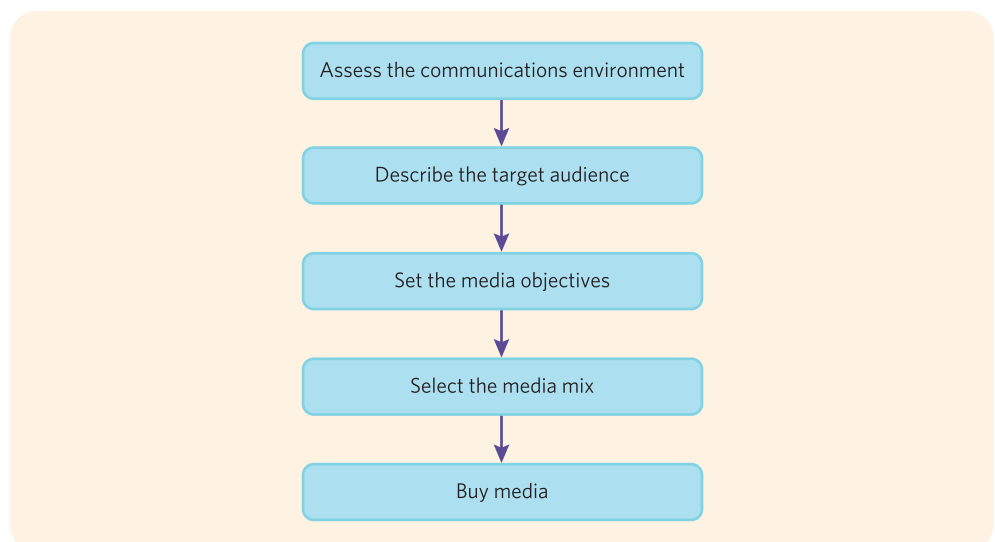 Assess the communications environment
Describe the target audience
Set the media objectives
Select the media mix
Buy media